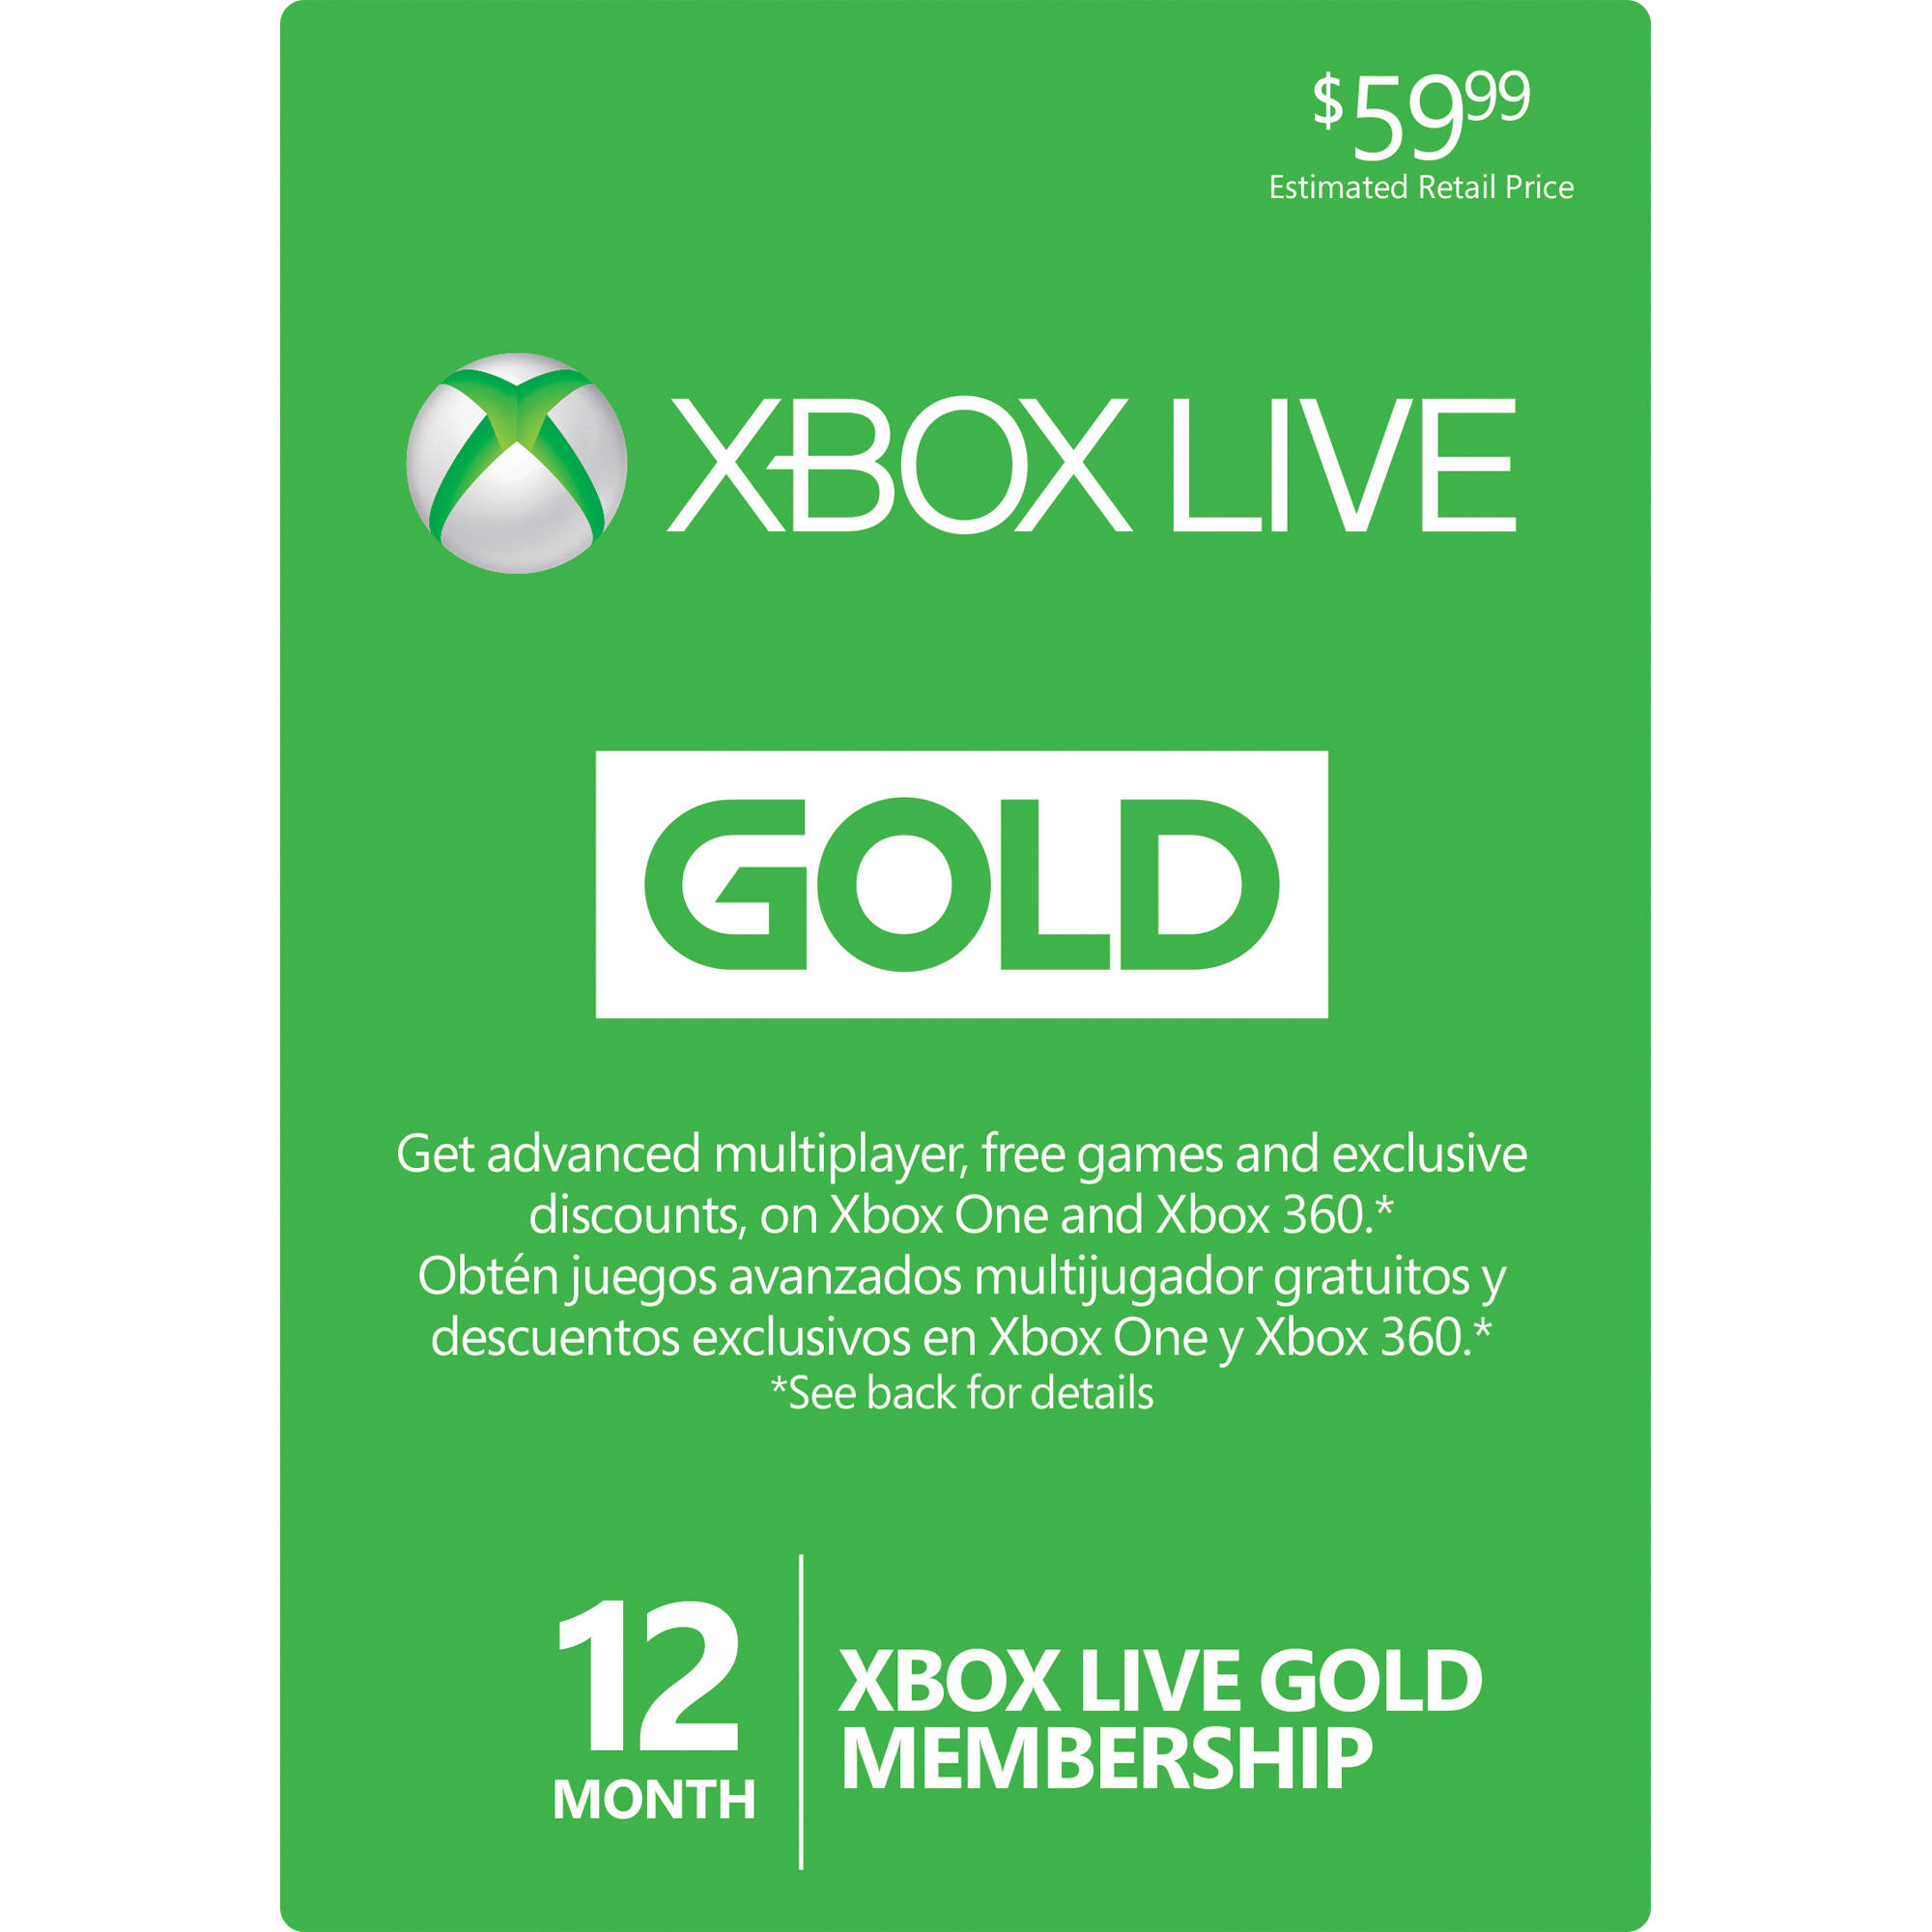 $59.99
Estimated Retail Price
XBOX LIVE
GOLD
Get advanced multiplayer, free games and exclusive
discounts, on Xbox One and Xbox 360.*
Obtén juegos avanzados multijugador gratuitos y
descuentos exclusivos en Xbox One y Xbox 360.*
*See back for details
12
MONTH
XBOX LIVE GOLD
MEMBERSHIP